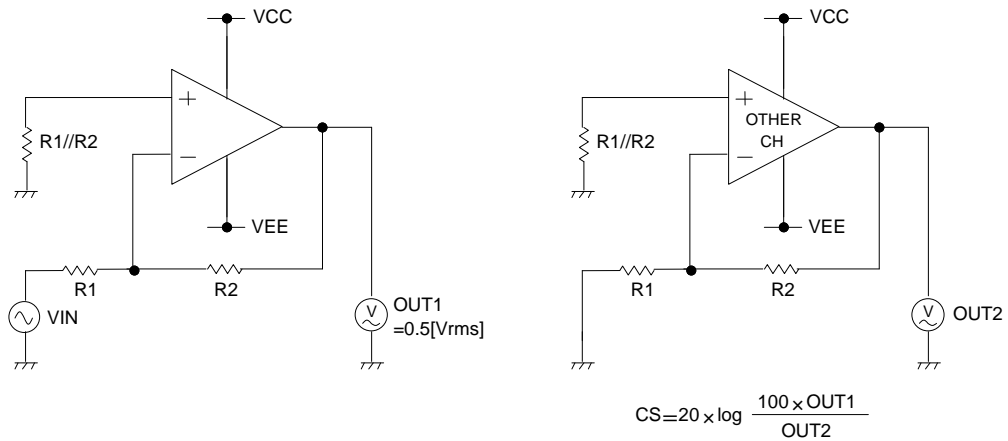 VCC
R1//R2
+
−
VEE
R1
R2
VIN
V
OUT1
=0.5[Vrms]
VCC
R1//R2
+
OTHER
CH
−
VEE
R1
R2
V
OUT2
CS=20×log 100×OUT1
OUT2